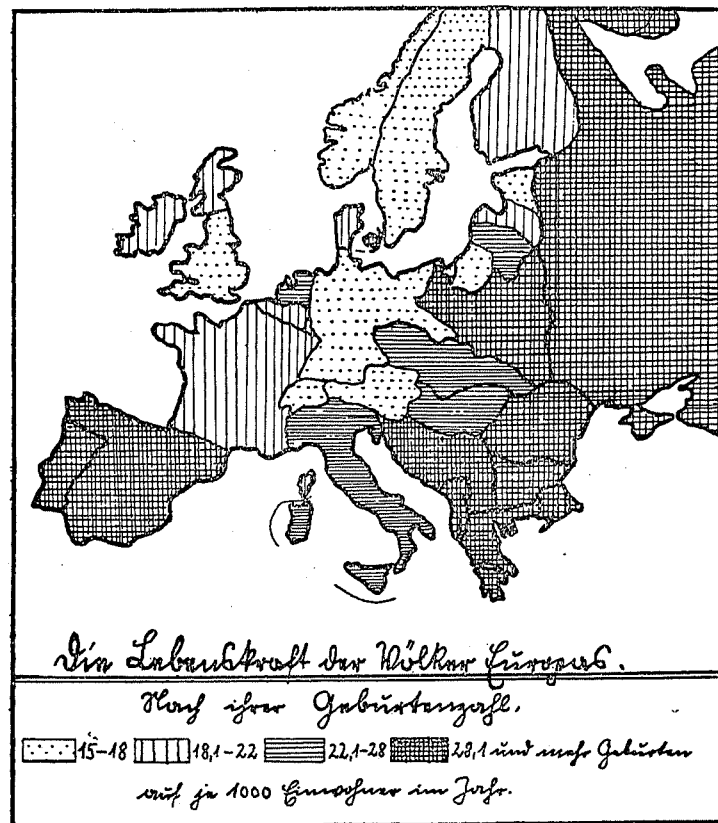 Die Lebenskraft der Völker Europas.
Nach ihrer Geburtenzahl.
15-18 18,1-22 22,1-28 28,1 und mehr Geburten
auf je 1000 Einwohner im Jahr.